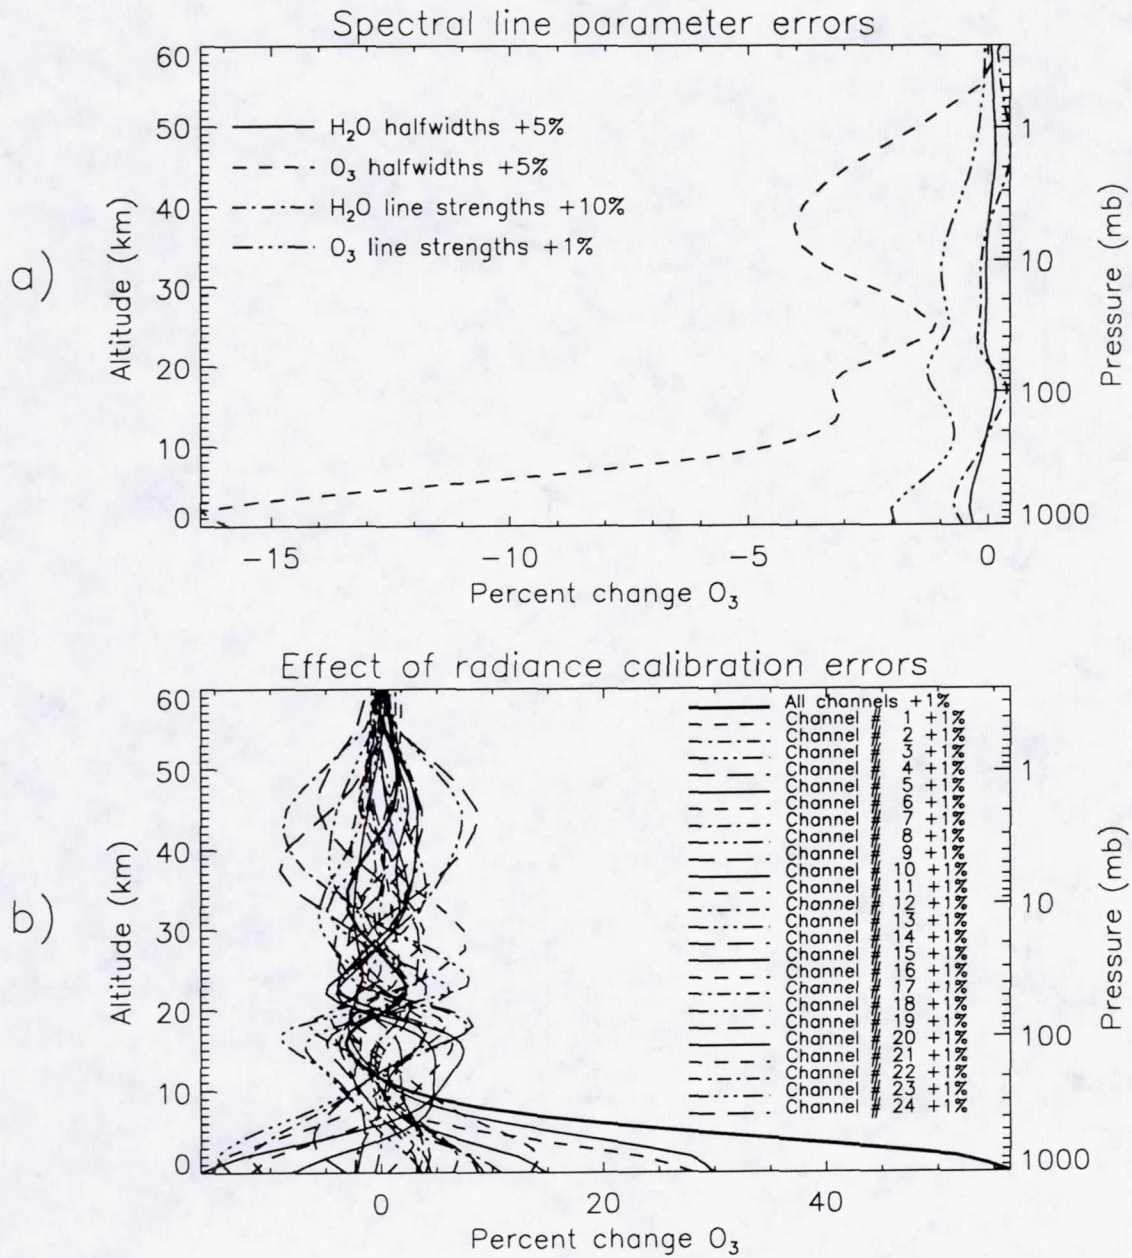 Spectral line parameter errors
a)
Altitude (km)
60
50
40
30
20
10
0
H₂O halfwidths +5%
O₃ halfwidths +5%
H₂O line strengths +10%
O₃ line strengths +1%
1
10
100
1000
Pressure (mb)
-15 -10 -5 0
Percent change O₃
Effect of radiance calibration errors
b)
Altitude (km)
60
50
40
30
20
10
0
All channels +1%
Channel # 1 +1%
Channel # 2 +1%
Channel # 3 +1%
Channel # 4 +1%
Channel # 5 +1%
Channel # 6 +1%
Channel # 7 +1%
Channel # 8 +1%
Channel # 9 +1%
Channel # 10 +1%
Channel # 11 +1%
Channel # 12 +1%
Channel # 13 +1%
Channel # 14 +1%
Channel # 15 +1%
Channel # 16 +1%
Channel # 17 +1%
Channel # 18 +1%
Channel # 19 +1%
Channel # 20 +1%
Channel # 21 +1%
Channel # 22 +1%
Channel # 23 +1%
Channel # 24 +1%
1
10
100
1000
Pressure (mb)
0 20 40
Percent change O₃